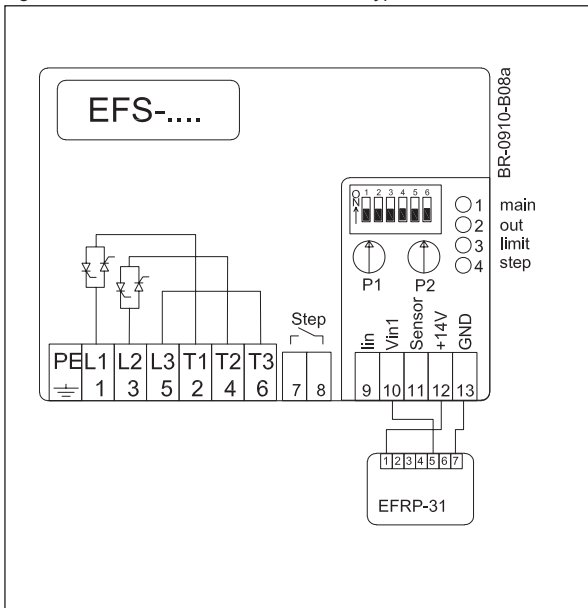 EFS-....
BR-0910-B08a
ON
1 2 3 4 5 6
1 main
2 out
3 limit
4 step
P1 P2
Step
Iin Vin1 Sensor +14V GND
PE L1 L2 L3 T1 T2 T3
1 3 5 2 4 6
7 8
9 10 11 12 13
1 2 3 4 5 6 7
EFRP-31